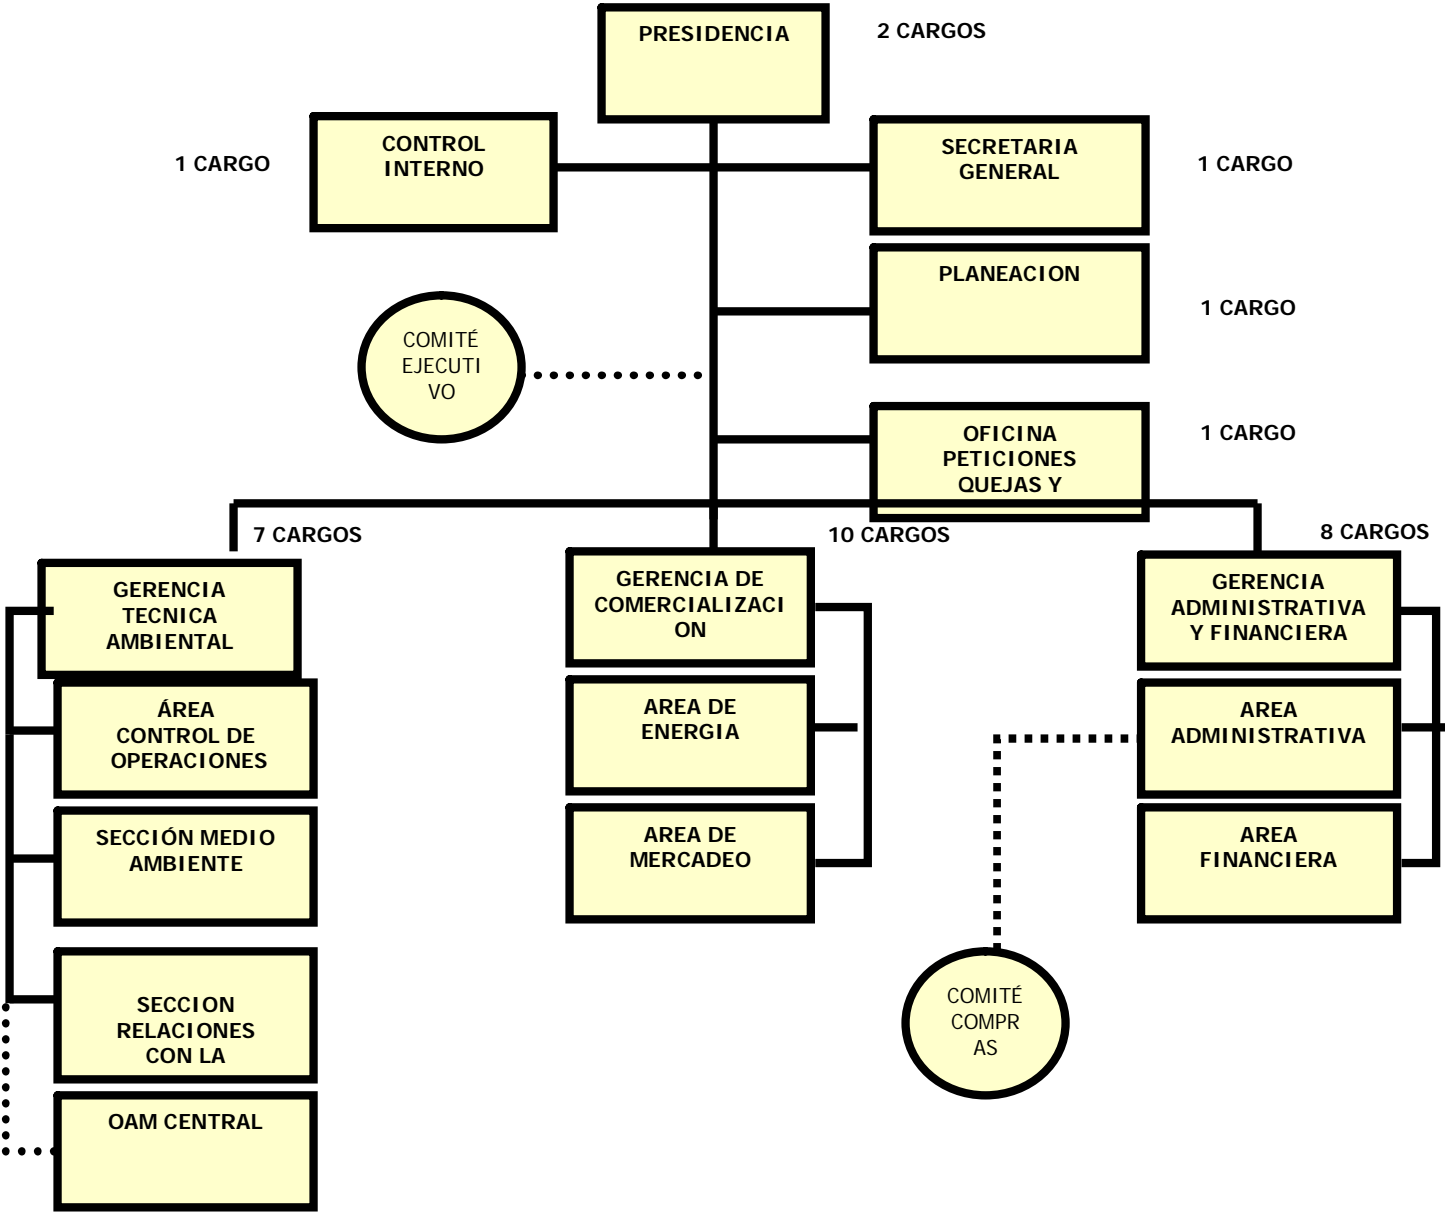 PRESIDENCIA
2 CARGOS
CONTROL
INTERNO
1 CARGO
SECRETARIA
GENERAL
1 CARGO
PLANEACION
1 CARGO
COMITÉ
EJECUTI
VO
OFICINA
PETICIONES
QUEJAS Y
1 CARGO
7 CARGOS
10 CARGOS
8 CARGOS
GERENCIA
TECNICA
AMBIENTAL
GERENCIA DE
COMERCIALIZACI
ON
GERENCIA
ADMINISTRATIVA
Y FINANCIERA
ÁREA
CONTROL DE
OPERACIONES
AREA DE
ENERGIA
AREA
ADMINISTRATIVA
SECCIÓN MEDIO
AMBIENTE
AREA DE
MERCADEO
AREA
FINANCIERA
SECCION
RELACIONES
CON LA
COMITÉ
COMPR
AS
OAM CENTRAL